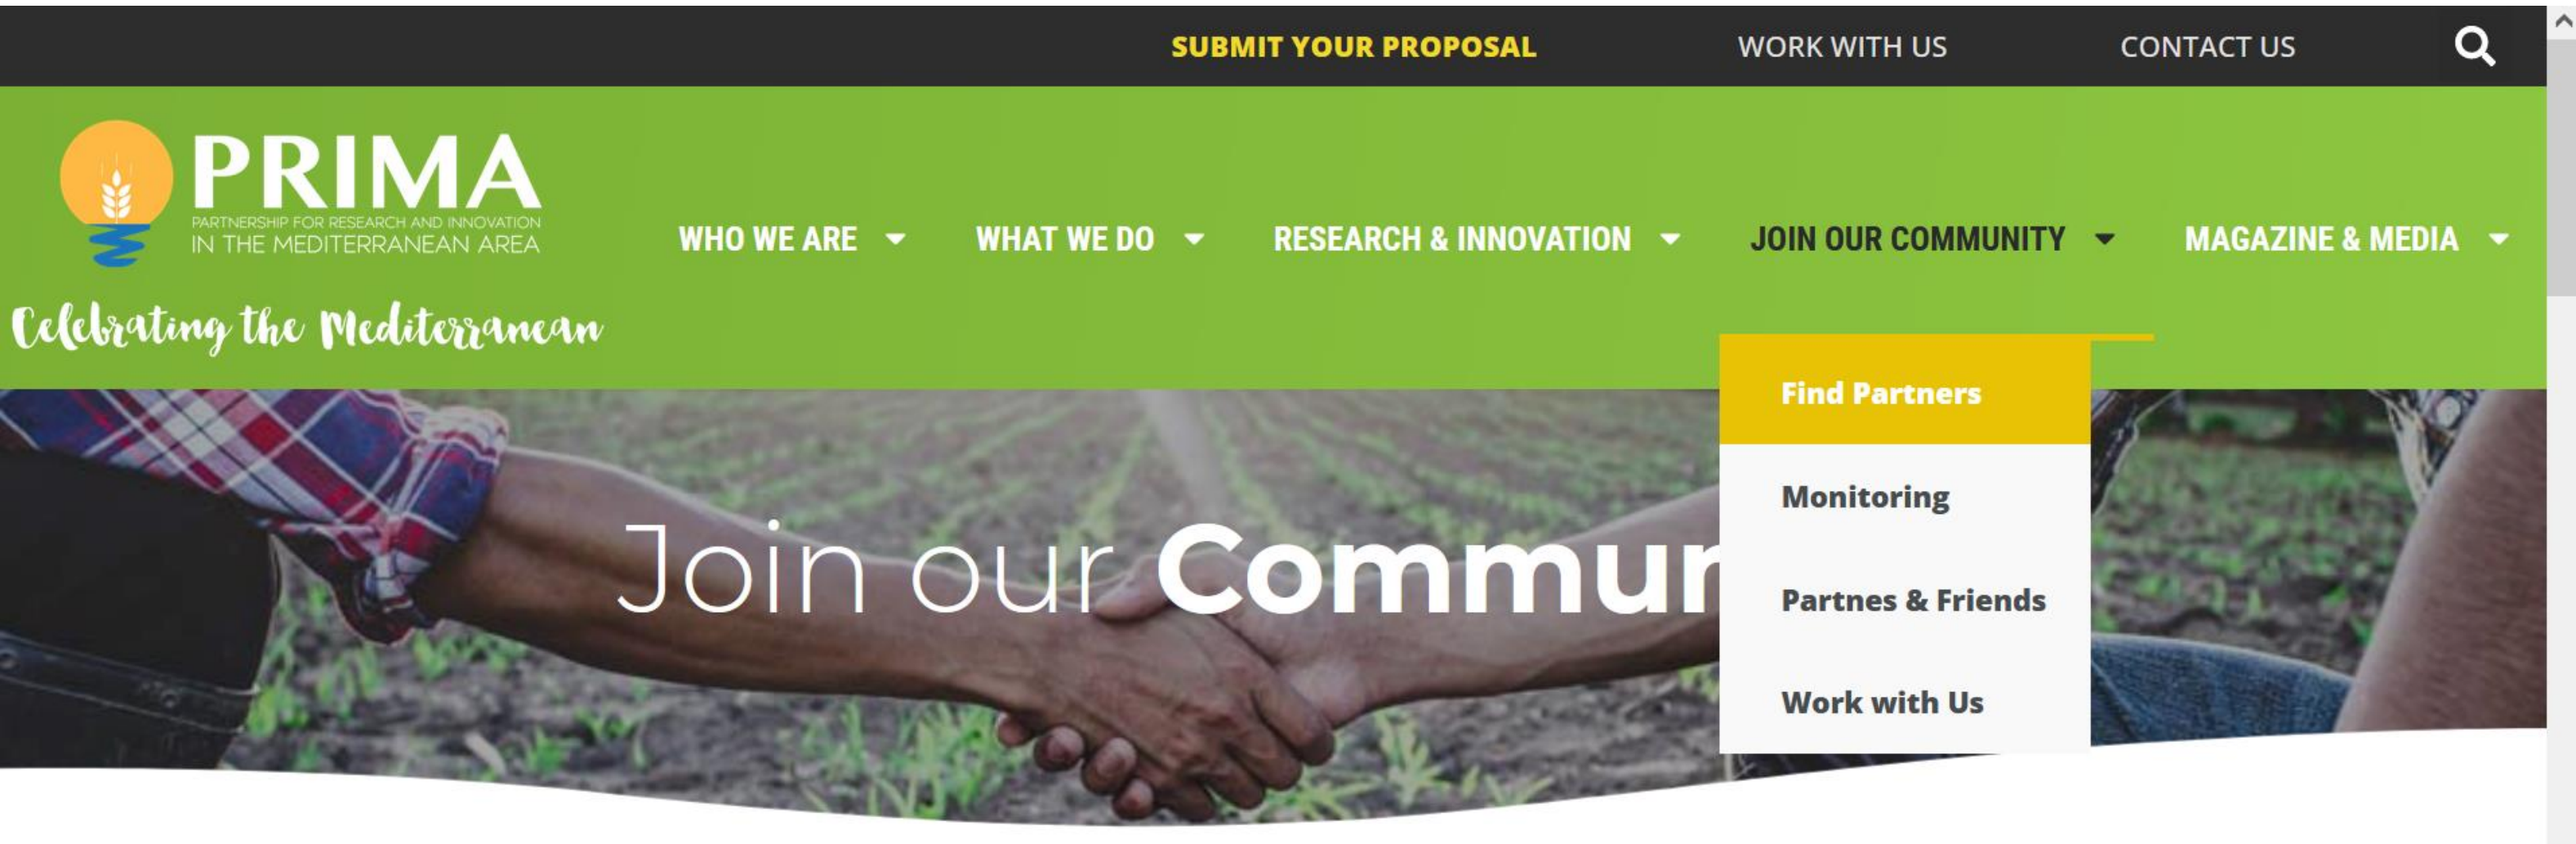 SUBMIT YOUR PROPOSAL WORK WITH US CONTACT US
PRIMA
PARTNERSHIP FOR RESEARCH AND INNOVATION
IN THE MEDITERRANEAN AREA
Celebrating the Mediterranean
WHO WE ARE WHAT WE DO RESEARCH & INNOVATION JOIN OUR COMMUNITY MAGAZINE & MEDIA
Find Partners
Monitoring
Partnes & Friends
Work with Us
Join our Commun